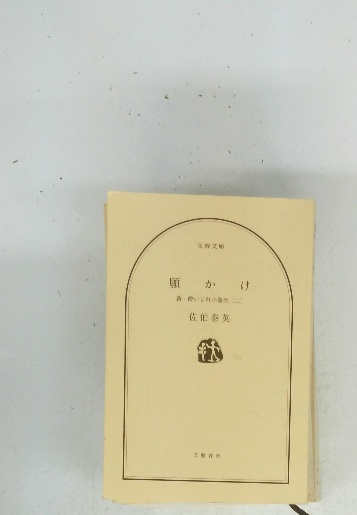 文春文庫
願かけ
新・酔いどれ小籐次（二）
佐伯泰英
文藝春秋